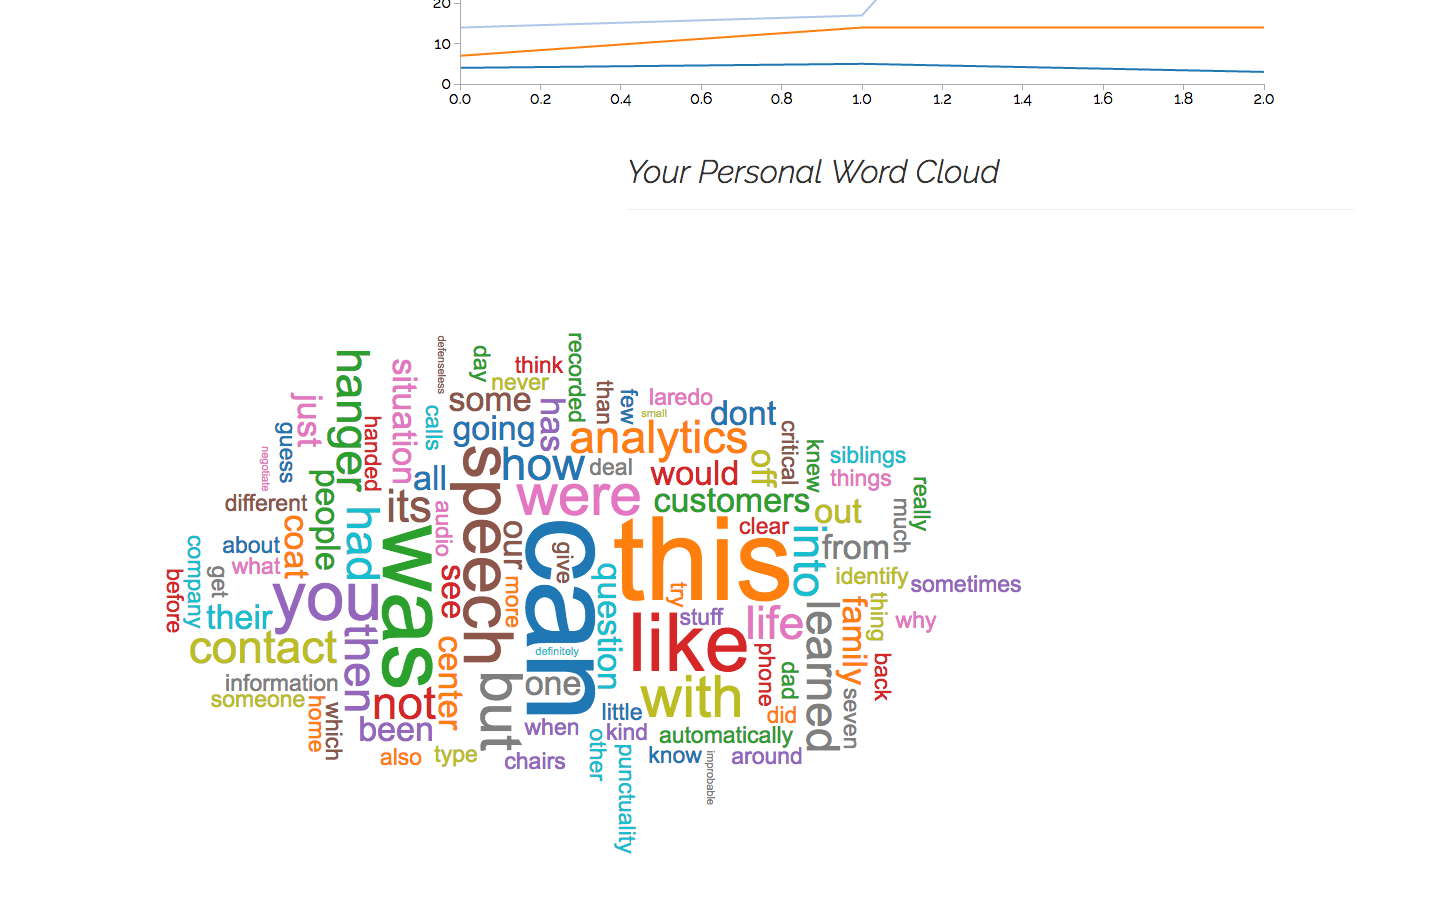 20
10
0
0.0 0.2 0.4 0.6 0.8 1.0 1.2 1.4 1.6 1.8 2.0
Your Personal Word Cloud
hanger
situation
defenseless
day
think
never
recorded
than
few
laredo
small
dont
just
guess
handed
calls
some
going
has
analytics
critical
knew
siblings
things
negotiate
people
all
speech
how
deal
would
off
customers
were
different
coat
had
its
audio
our
can
give
this
clear
out
really
much
into
from
company
about
what
get
before
their
you
was
see
more
question
try
stuff
life
identify
sometimes
thing
why
family
learned
contact
then
center
definitely
like
phone
dad
back
information
someone
home
which
not
been
but
one
with
little
when
kind
did
seven
automatically
also
type
chairs
other
punctuality
know
improbable
around